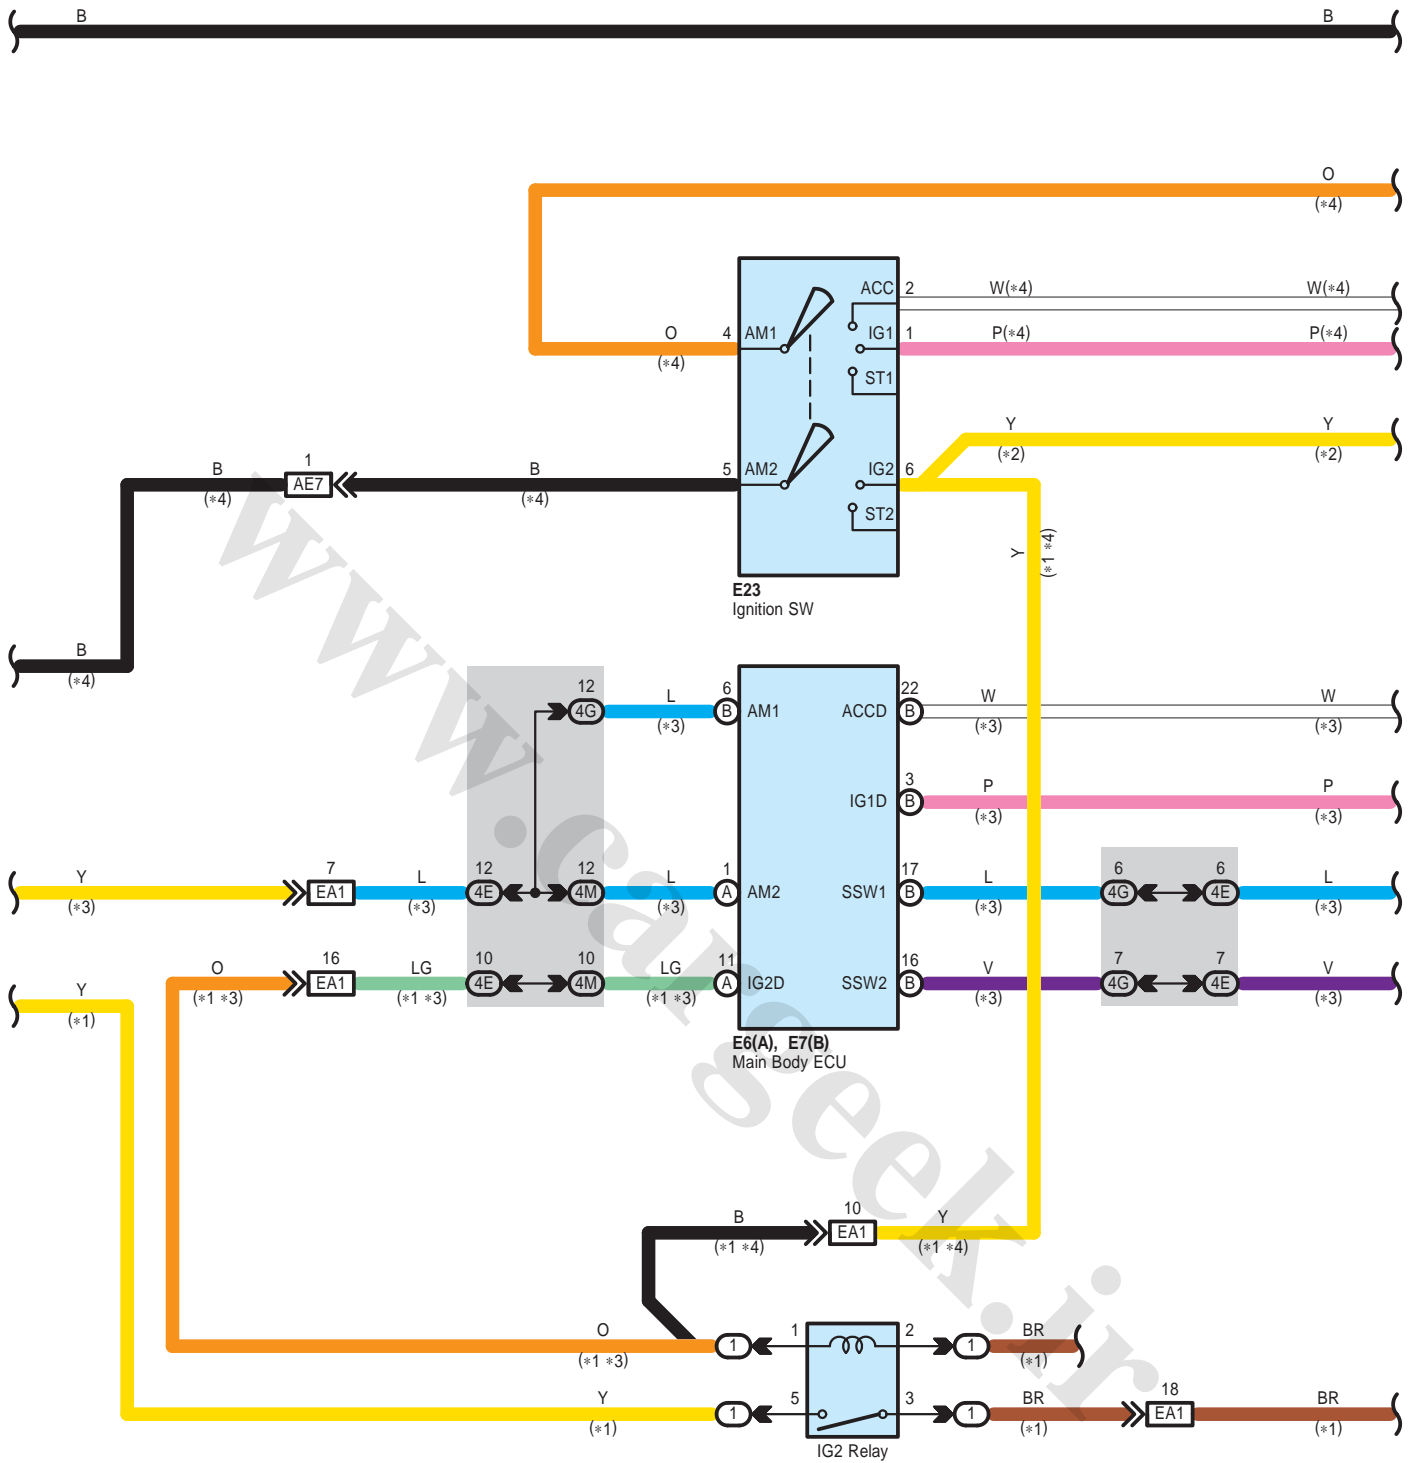 B B
O
(*4)
ACC 2 W(*4) W(*4)
O 4 AM1 IG1 1 P(*4) P(*4)
(*4)
ST1
Y Y
(*2) (*2)
1
B AE7 B 5 AM2 IG2 6
(*4) (*4)
ST2
Y (*1 *4)
E23
Ignition SW
B
(*4)
12 6 22
4G L B AM1 ACCD B W W
(*3) (*3) (*3)
3
IG1D B P P
(*3) (*3)
7 12 12 1 17 6 6
Y EA1 L 4E 4M L A AM2 SSW1 B L 4G 4E L
(*3) (*3) (*3) (*3) (*3)
16 10 10 11 16 7 7
O EA1 LG 4E 4M LG A IG2D SSW2 B V 4G 4E V
(*1 *3) (*1 *3) (*1 *3) (*3) (*3)
Y
(*1)
E6(A), E7(B)
Main Body ECU
10
B EA1 Y
(*1 *4) (*1 *4)
O 1 1 2 1 BR
(*1 *3) (*1)
18
Y 1 5 3 1 BR EA1 BR
(*1) (*1) (*1)
IG2 Relay
www.cargeek.ir